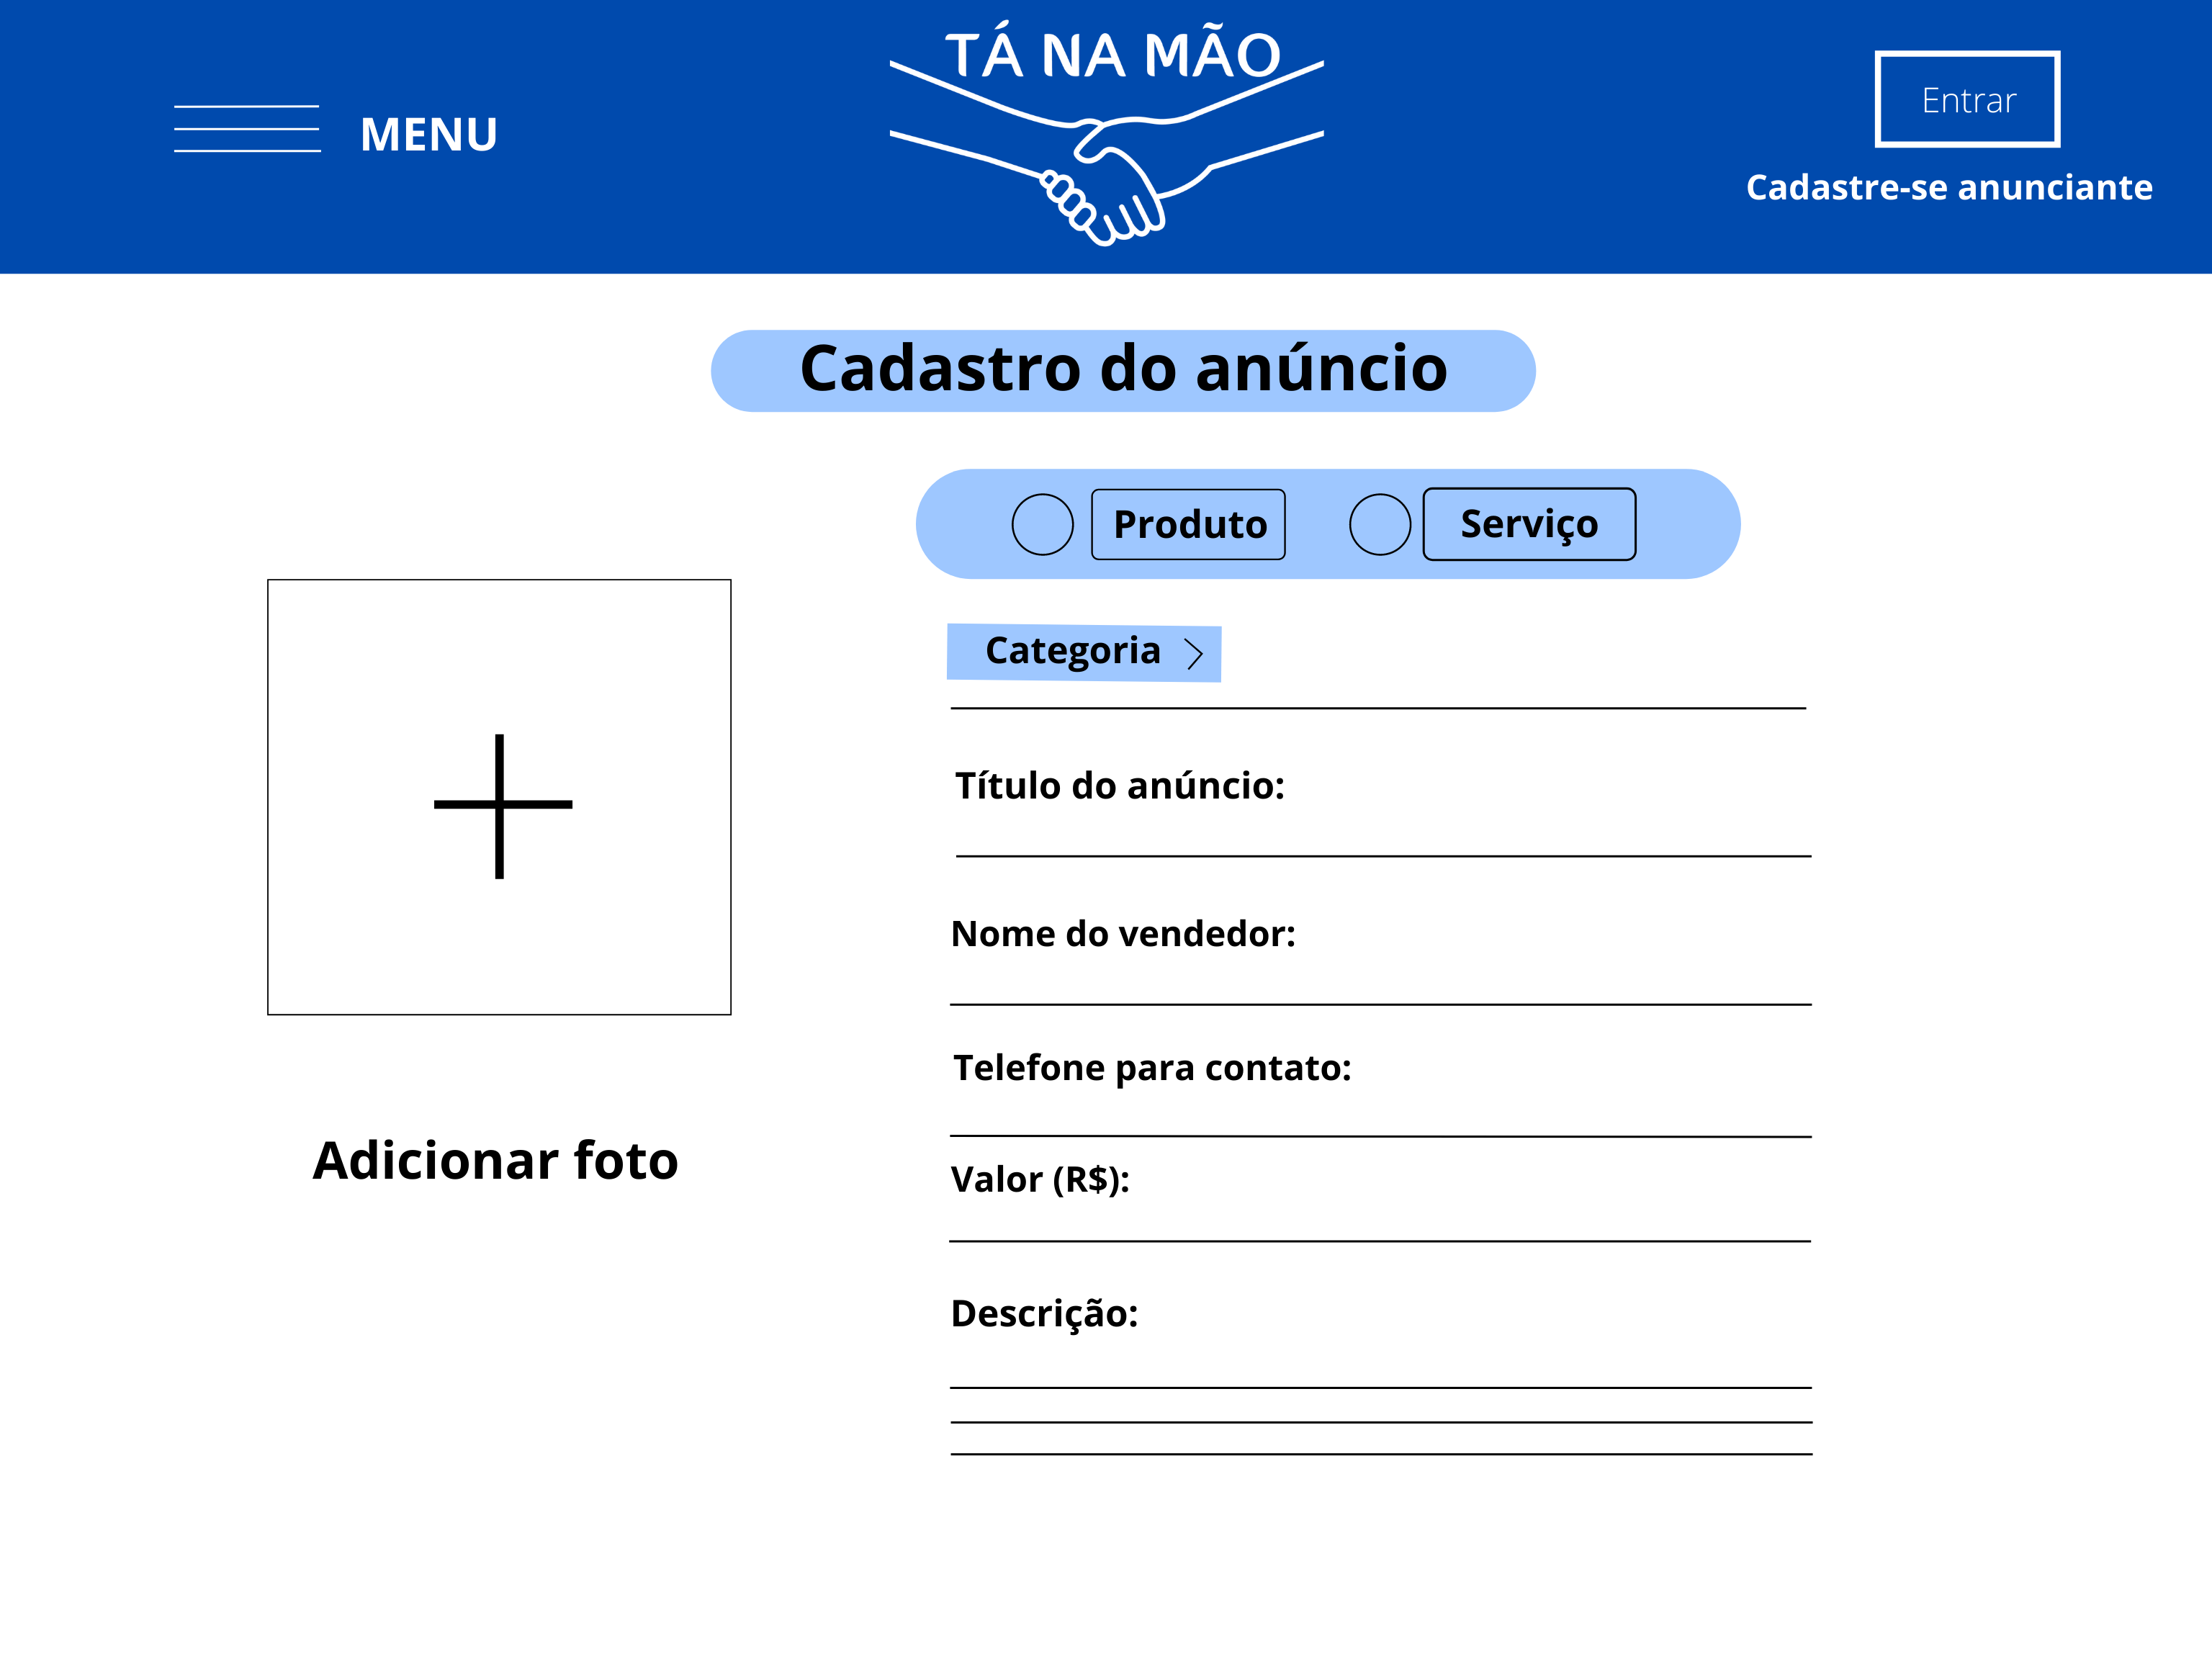 TÁ NA MÃO
MENU
Entrar
Cadastre-se anunciante
Cadastro do anúncio
Produto
Serviço
Categoria
Título do anúncio:
Nome do vendedor:
Telefone para contato:
Adicionar foto
Valor (R$):
Descrição: